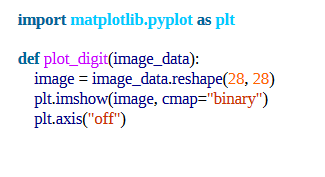 import matplotlib.pyplot as plt
def plot_digit(image_data):
    image = image_data.reshape(28, 28)
    plt.imshow(image, cmap="binary")
    plt.axis("off")